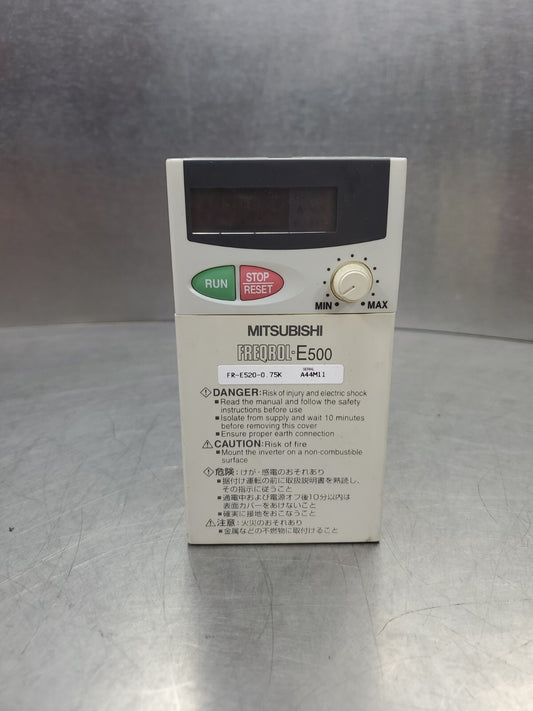 RUN
STOP
RESET
MIN
MAX
MITSUBISHI
FREQROL-E500
FR-E520-0.75K
SERIAL
A44M11
DANGER: Risk of injury and electric shock
■ Read the manual and follow the safety
instructions before use
■ Isolate from supply and wait 10 minutes
before removing this cover
■ Ensure proper earth connection
CAUTION: Risk of fire
■ Mount the inverter on a non-combustible
surface
危険：けが・感電のおそれあり
■ 据付け運転の前に取扱説明書を熟読し、
その指示に従うこと
■ 通電中および電源オフ後10分以内は
表面カバーをあけないこと
■ 確実に接地をおこなうこと
注意：火災のおそれあり
■ 金属などの不燃物に取付けること